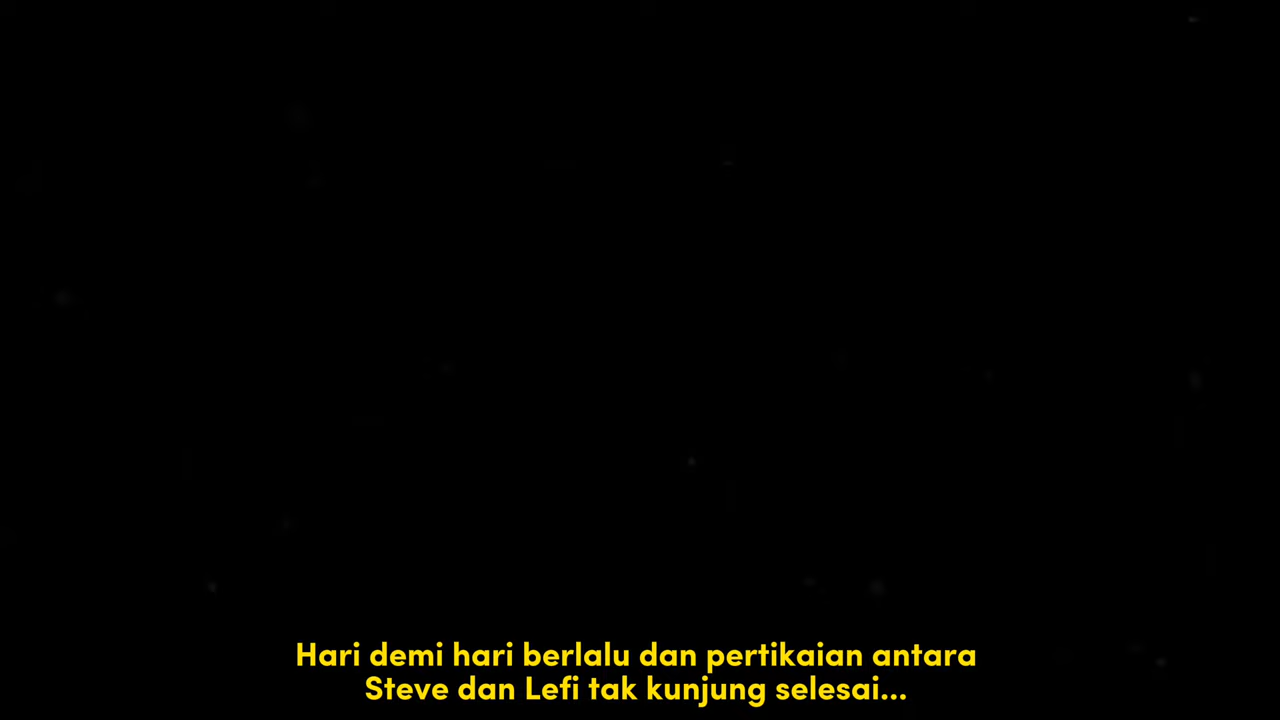 Hari demi hari berlalu dan pertikaian antara
Steve dan Lefi tak kunjung selesai...